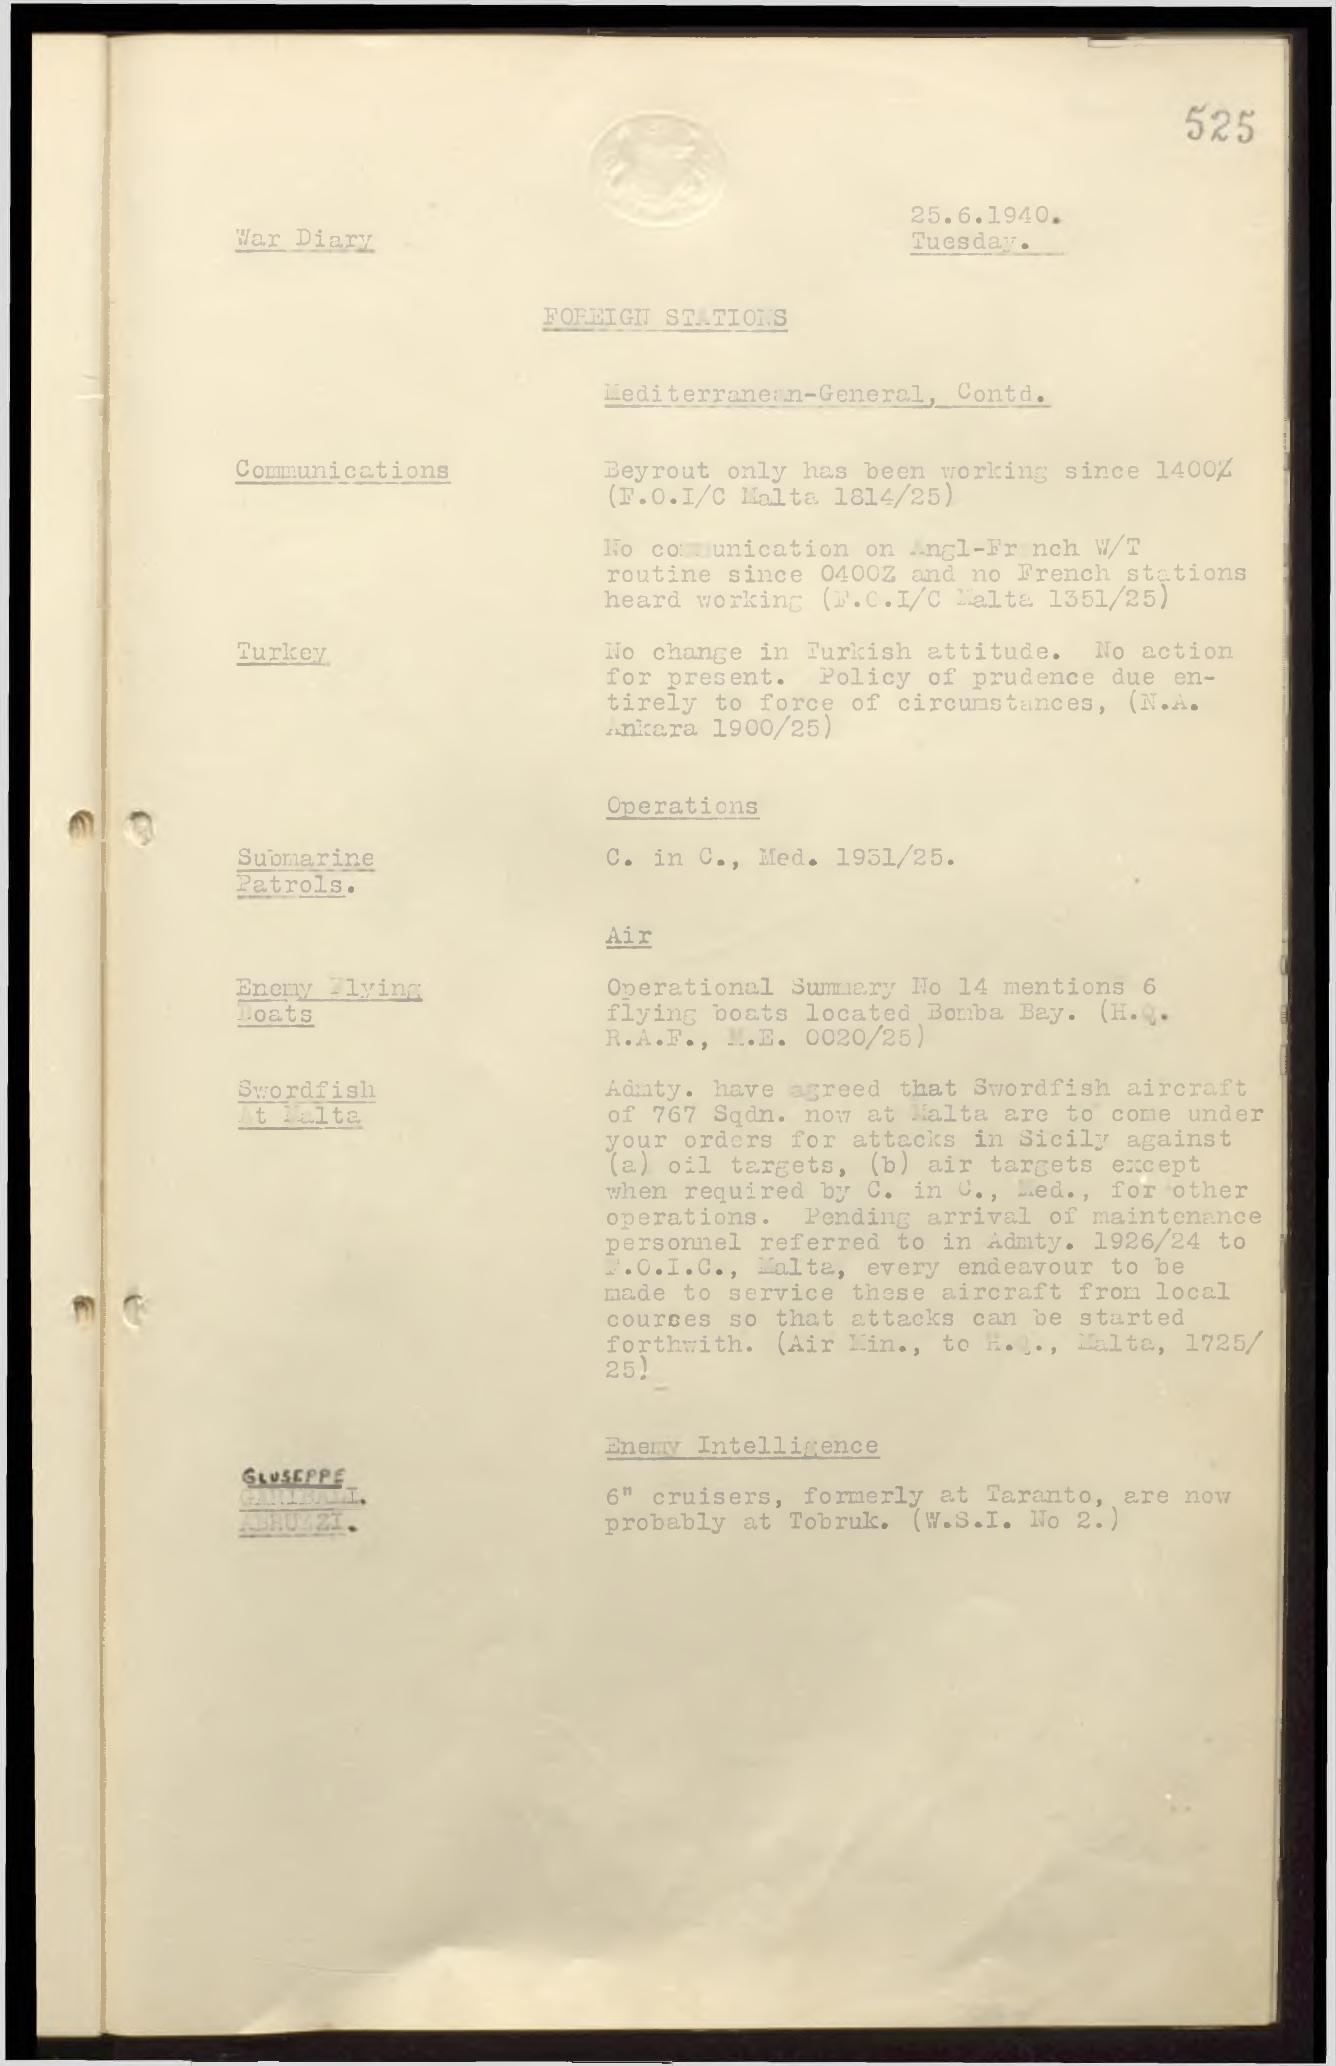 525
25.6.1940.
War Diary
Tuesday.
FOREIGN STATIONS
Mediterranean-General, Contd.
Communications
Beyrout only has been working since 1400Z
(F.O.I/C Malta 1814/25)
No communication on Angl-French W/T
routine since 0400Z and no French stations
heard working (F.O.I/C Malta 1351/25)
Turkey
No change in Turkish attitude. No action
for present. Policy of prudence due en-
tirely to force of circumstances, (N.A.
Ankara 1900/25)
Operations
Submarine
Patrols.
C. in C., Med. 1951/25.
Air
Enemy Flying
Boats
Operational Summary No 14 mentions 6
flying boats located Bomba Bay. (H.Q.
R.A.F., M.E. 0020/25)
Swordfish
At Malta
Admty. have agreed that Swordfish aircraft
of 767 Sqdn. now at Malta are to come under
your orders for attacks in Sicily against
(a) oil targets, (b) air targets except
when required by C. in C., Med., for other
operations. Pending arrival of maintenance
personnel referred to in Admty. 1926/24 to
F.O.I.C., Malta, every endeavour to be
made to service these aircraft from local
cources so that attacks can be started
forthwith. (Air Min., to H.Q., Malta, 1725/
25)
Enemy Intelligence
GIUSEPPE
GARIBALI.
ABRUZZI.
6" cruisers, formerly at Taranto, are now
probably at Tobruk. (W.S.I. No 2.)